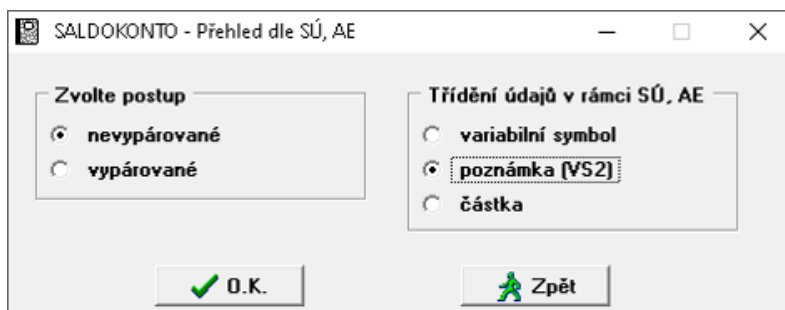 SALDOKONTO - Přehled dle SÚ, AE
Zvolte postup
nevypárované
vypárované
Třídění údajů v rámci SÚ, AE
variabilní symbol
poznámka (VS2)
částka
O.K.
Zpět